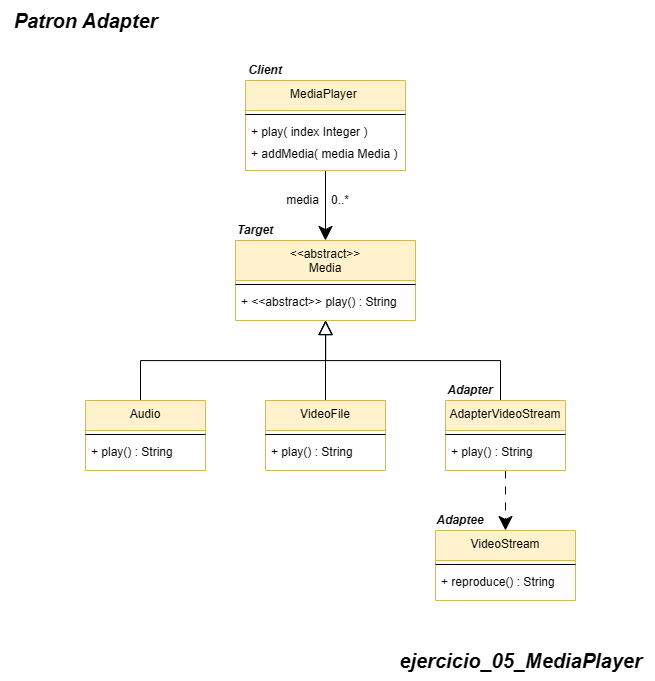 Patron Adapter
Client
MediaPlayer
+ play( index Integer )
+ addMedia( media Media )
media 0..*
Target
<<abstract>>
Media
+ <<abstract>> play() : String
Audio
+ play() : String
VideoFile
+ play() : String
Adapter
AdapterVideoStream
+ play() : String
Adaptee
VideoStream
+ reproduce() : String
ejercicio_05_MediaPlayer